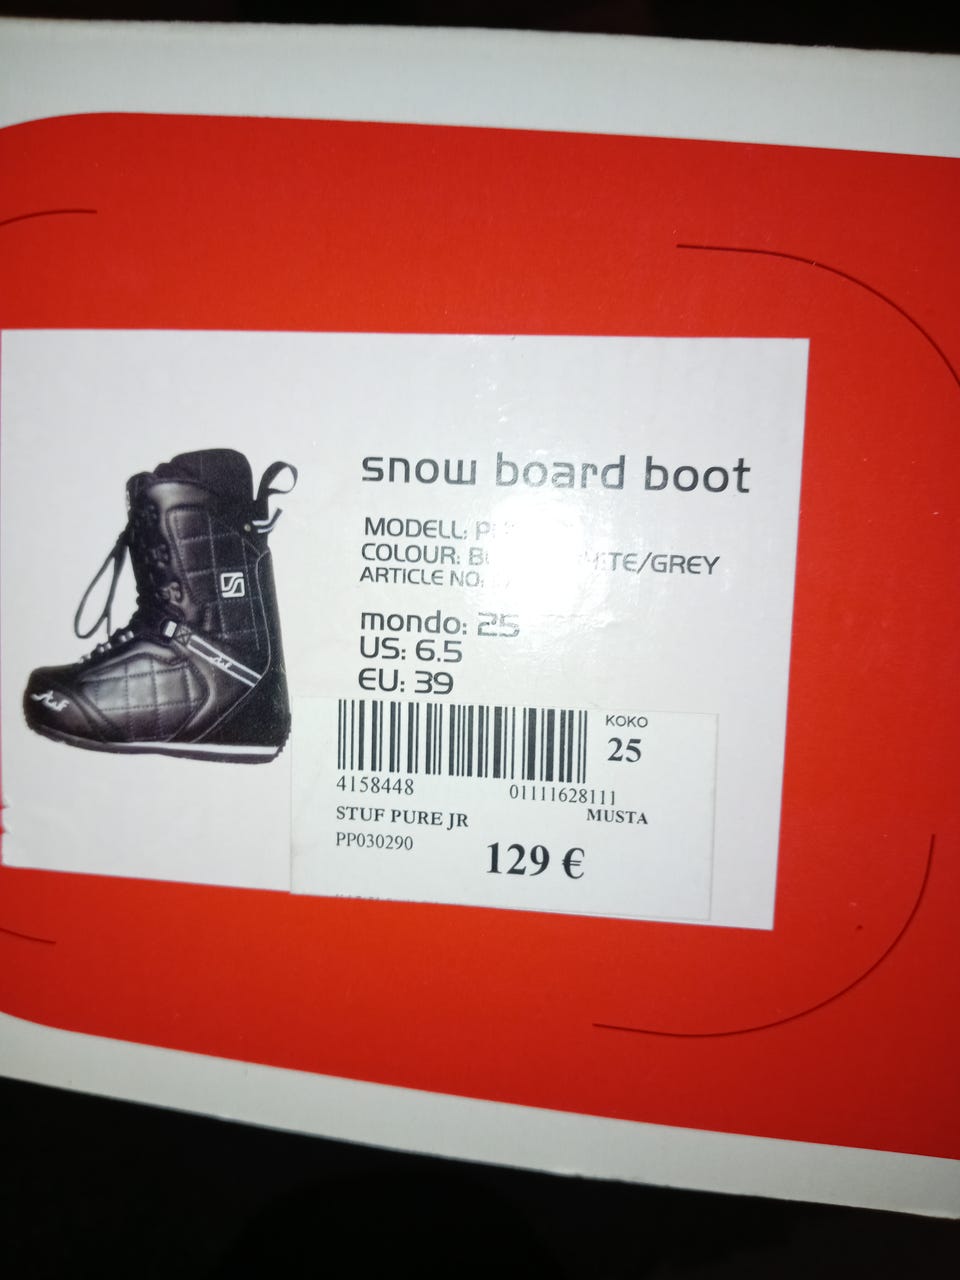 snow board boot
MODELL:
COLOUR: /GREY
ARTICLE NO:
mondo: 25
US: 6.5
EU: 39
KOKO
25
4158448 01111628111
STUF PURE JR MUSTA
PP030290
129 €